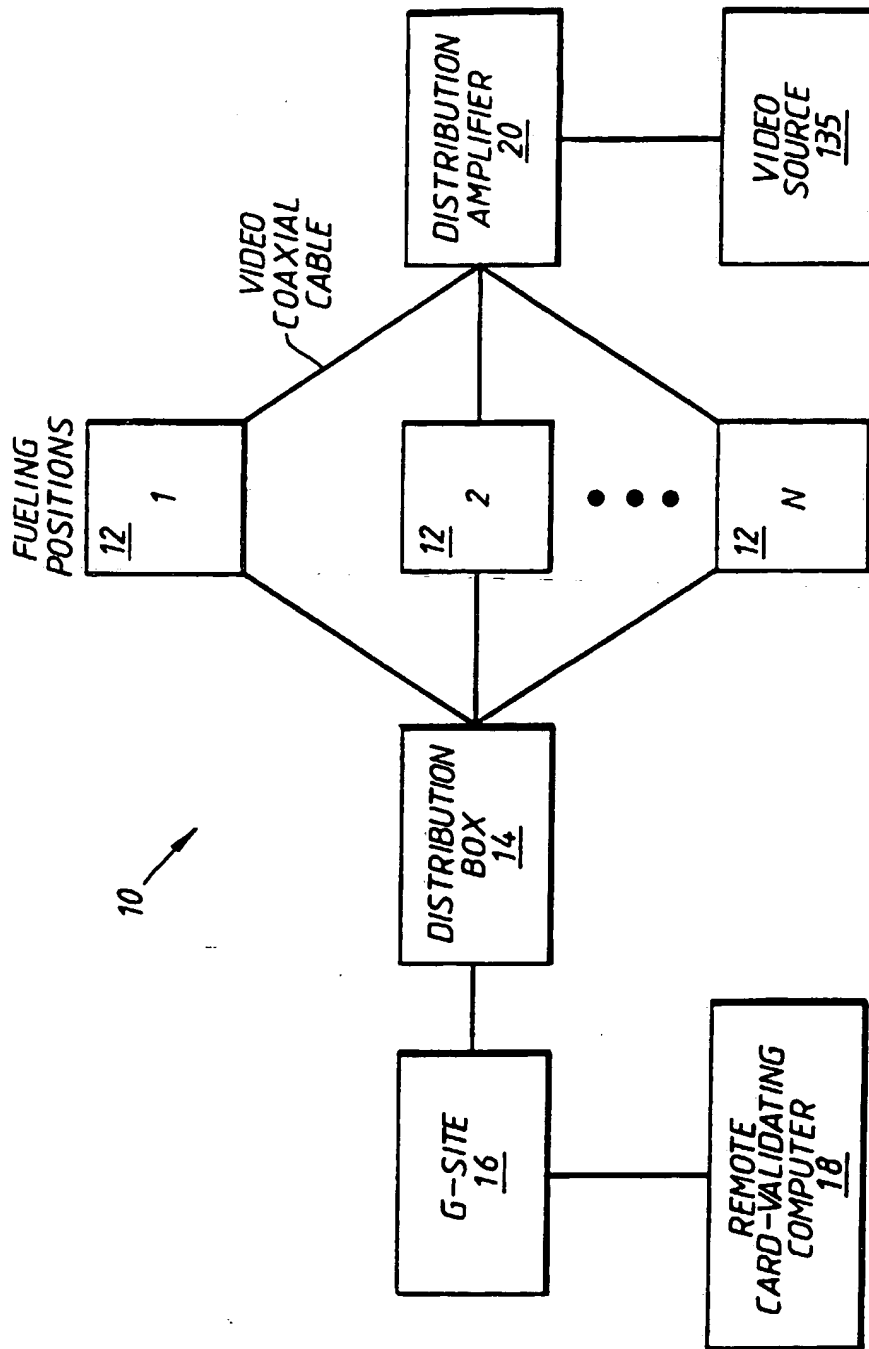 FUELING
POSITIONS
12
1
VIDEO
COAXIAL
CABLE
10
G-SITE
16
DISTRIBUTION
BOX
14
12
2
DISTRIBUTION
AMPLIFIER
20
REMOTE
CARD-VALIDATING
COMPUTER
18
12
N
VIDEO
SOURCE
135